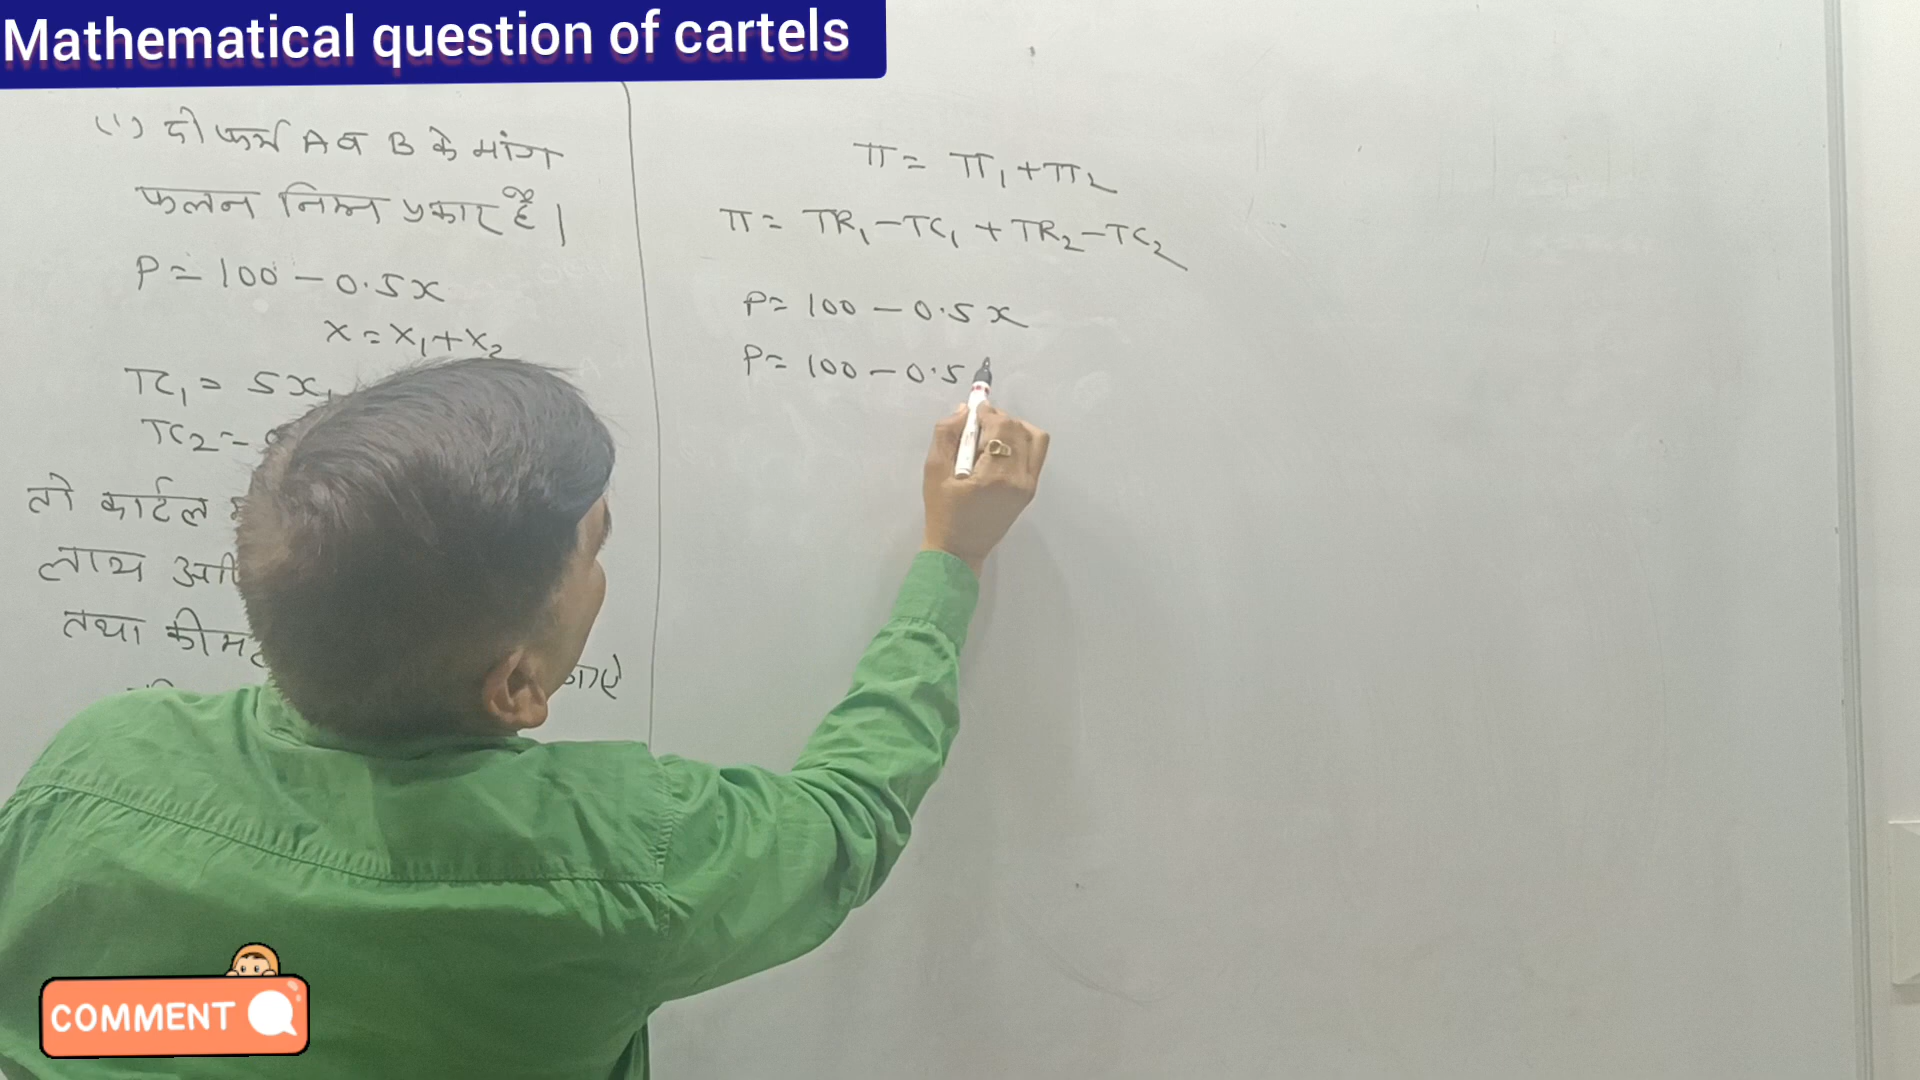 Mathematical question of cartels
(1) दो फर्म A व B के मांग
फलन निम्न प्रकार है।
P = 100 - 0.5x
x = x₁ + x₂
TC₁ = 5x₁
TC₂ =
तो कार्टेल
लाभ
तथा
π = π₁ + π₂
π = TR₁ - TC₁ + TR₂ - TC₂
P = 100 - 0.5x
P = 100 - 0.5
COMMENT